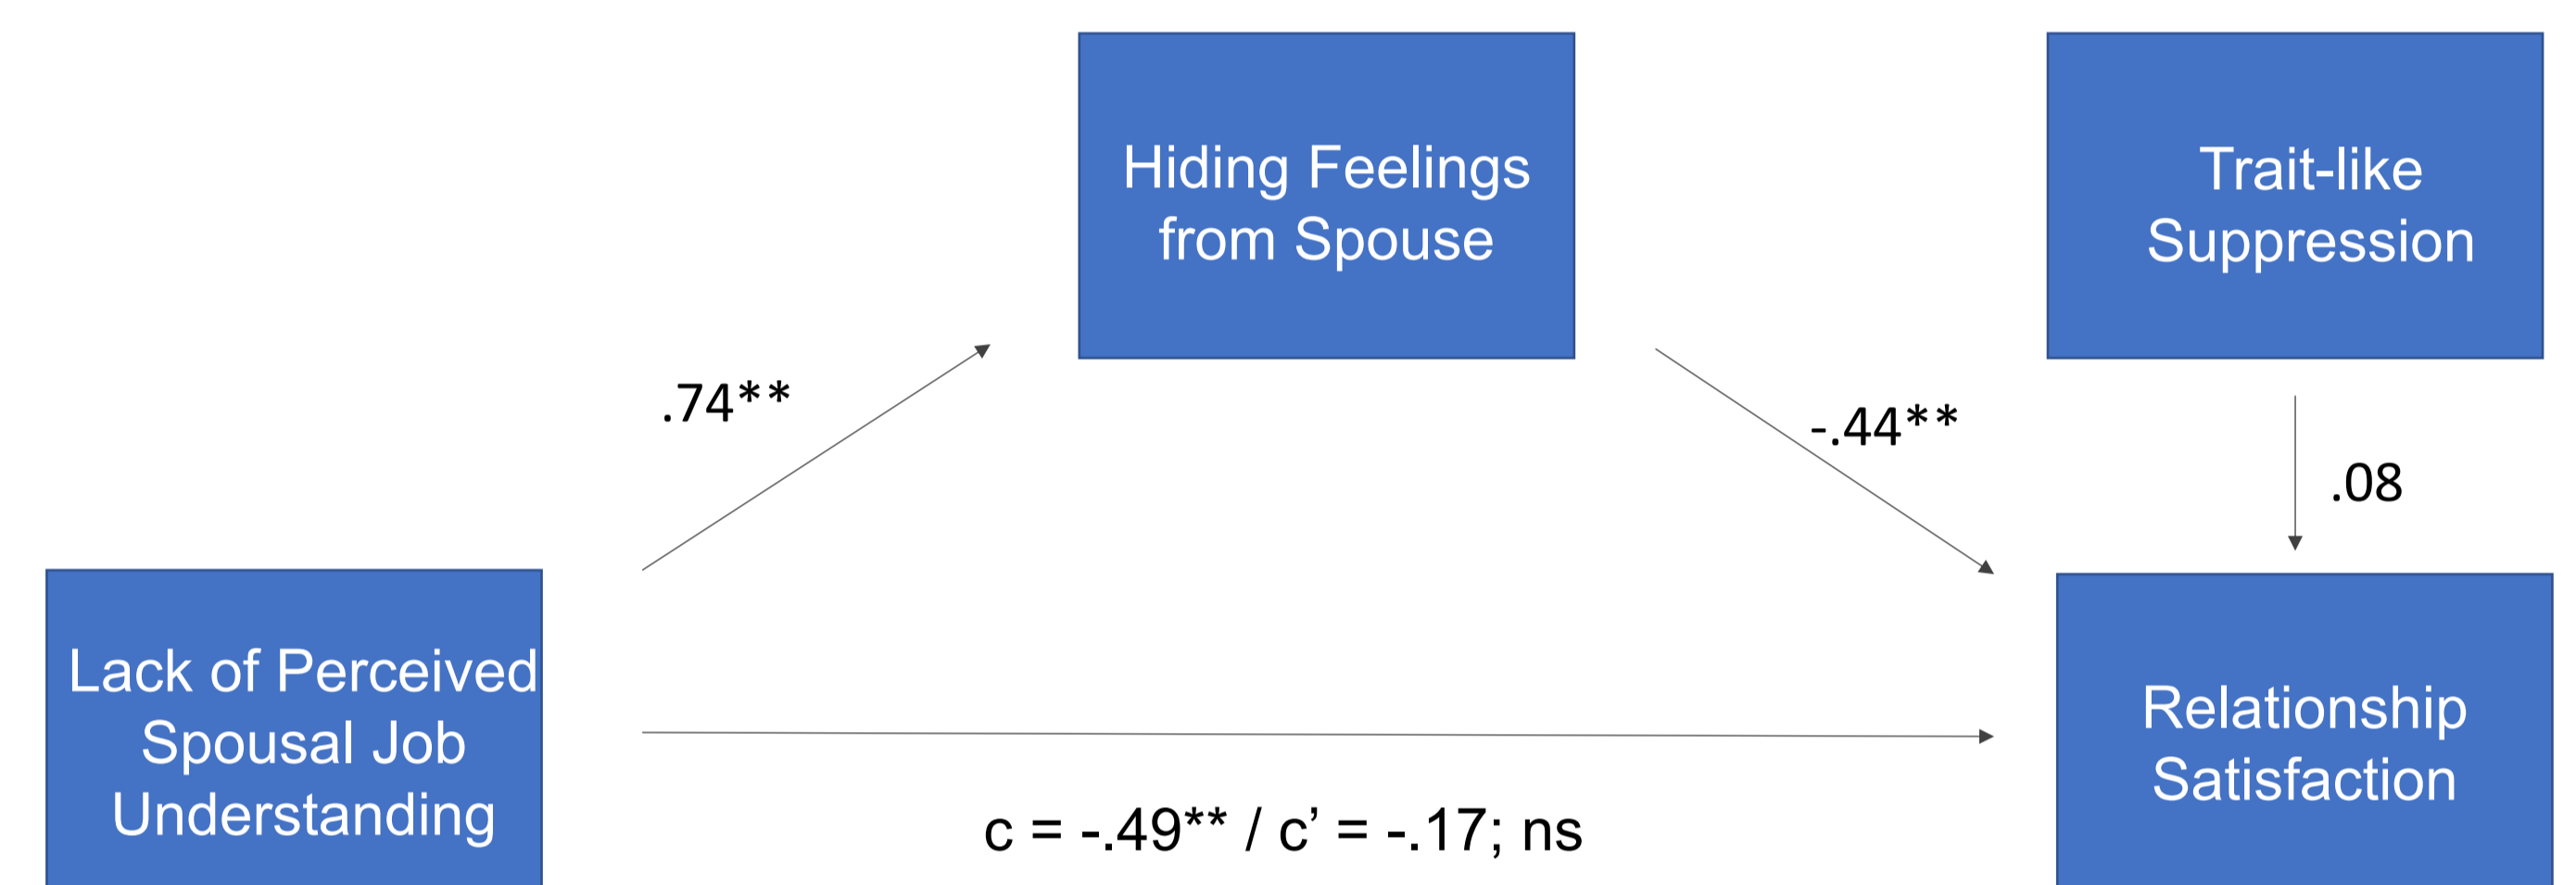 Hiding Feelings
from Spouse
Trait-like
Suppression
.74**
-.44**
.08
Lack of Perceived
Spousal Job
Understanding
Relationship
Satisfaction
c = -.49** / c’ = -.17; ns